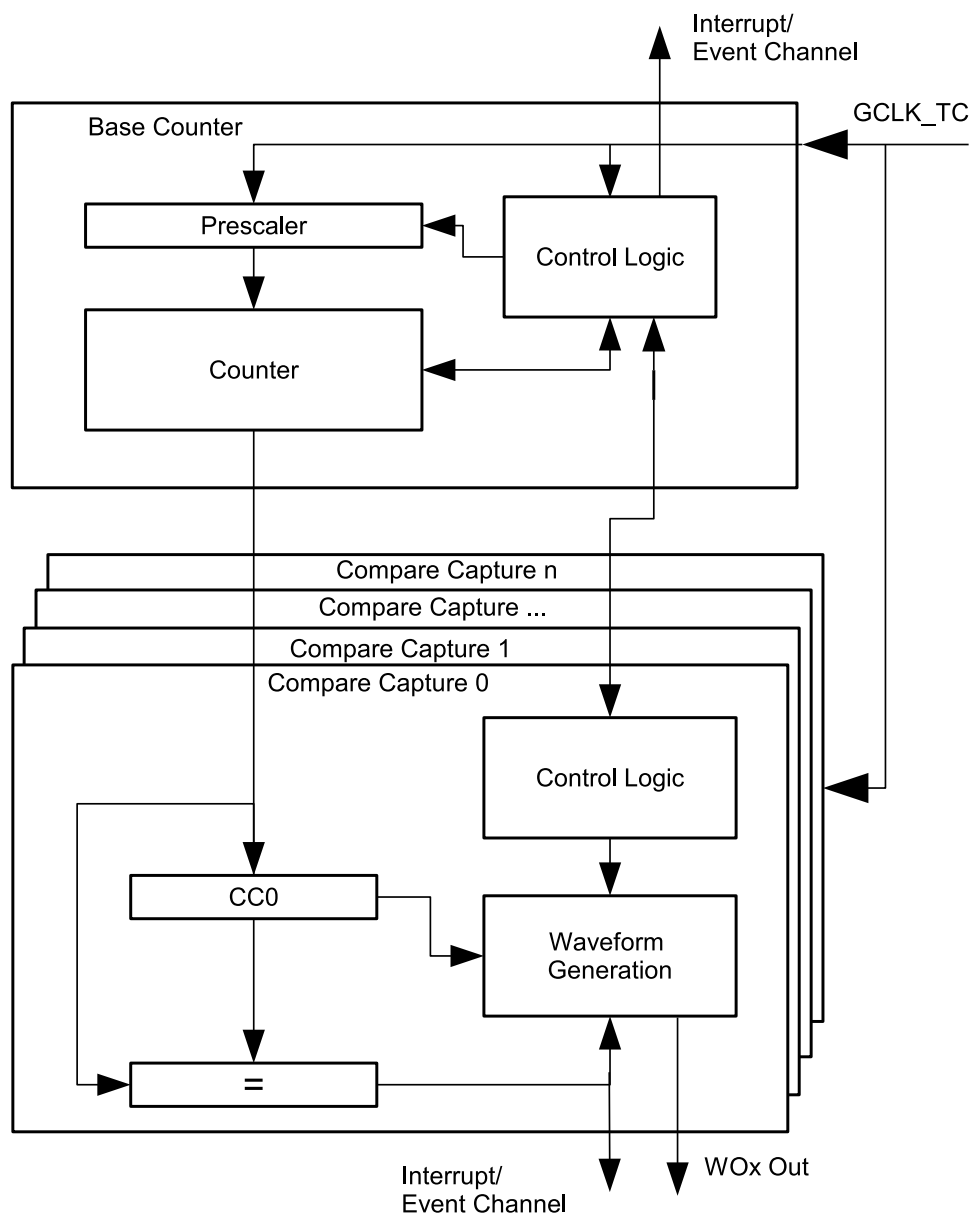 Interrupt/
Event Channel
GCLK_TC
Base Counter
Prescaler
Control Logic
Counter
Compare Capture n
Compare Capture ...
Compare Capture 1
Compare Capture 0
Control Logic
CC0
Waveform
Generation
=
Interrupt/
Event Channel
WOx Out